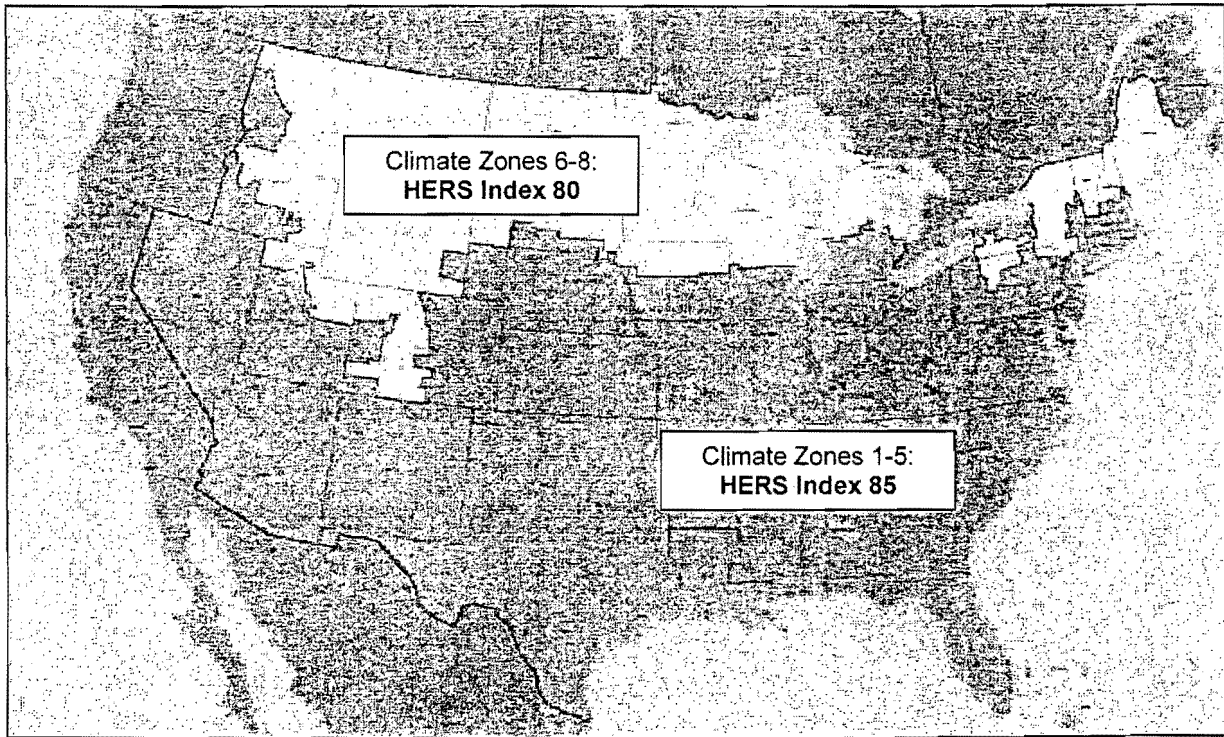 Climate Zones 6-8:
HERS Index 80
Climate Zones 1-5:
HERS Index 85